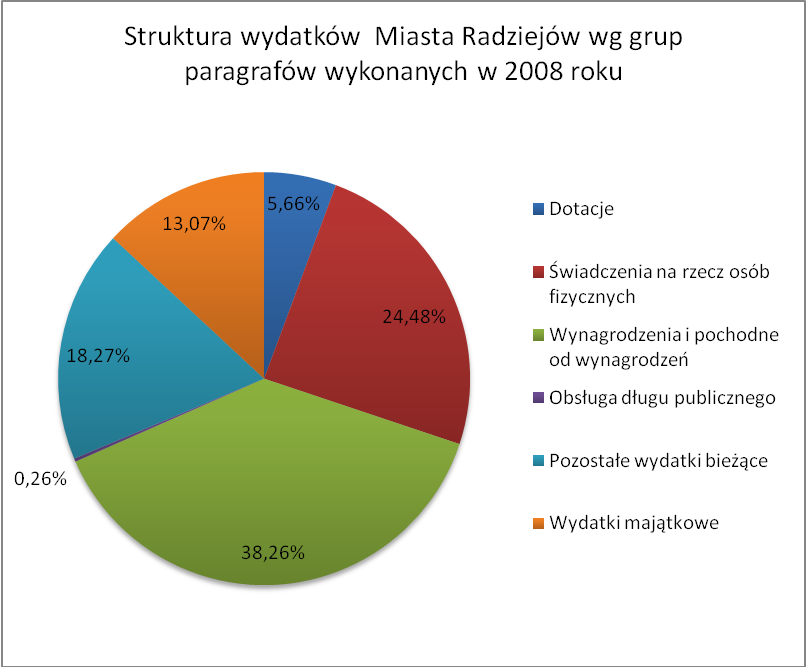 Struktura wydatków  Miasta Radziejów wg grup
paragrafów wykonanych w 2008 roku
5,66%
24,48%
38,26%
0,26%
18,27%
13,07%
Dotacje
Świadczenia na rzecz osób
fizycznych
Wynagrodzenia i pochodne
od wynagrodzeń
Obsługa długu publicznego
Pozostałe wydatki bieżące
Wydatki majątkowe